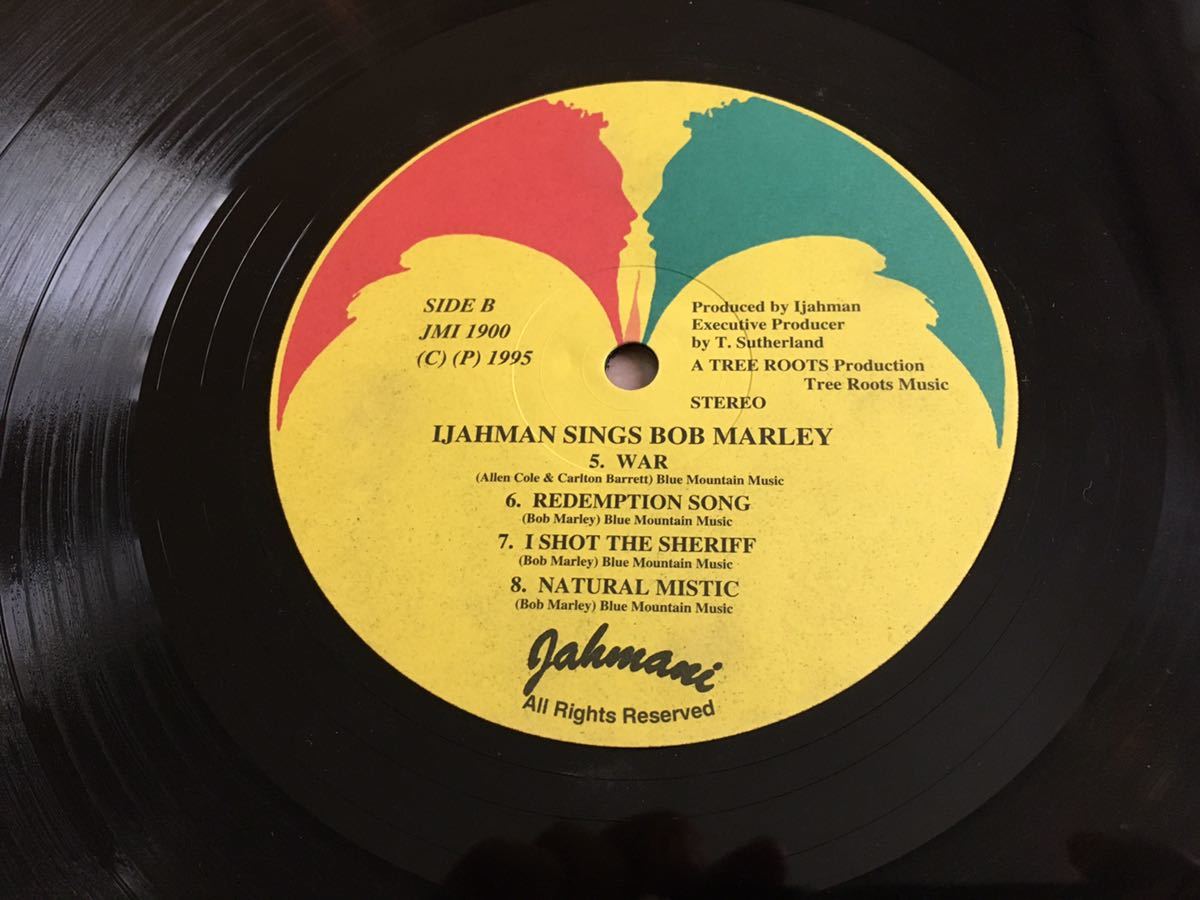 SIDE B
JMI 1900
(C) (P) 1995
Produced by Ijahman
Executive Producer
by T. Sutherland
A TREE ROOTS Production
Tree Roots Music
STEREO
IJAHMAN SINGS BOB MARLEY
5. WAR
(Allen Cole & Carlton Barrett) Blue Mountain Music
6. REDEMPTION SONG
(Bob Marley) Blue Mountain Music
7. I SHOT THE SHERIFF
(Bob Marley) Blue Mountain Music
8. NATURAL MISTIC
(Bob Marley) Blue Mountain Music
Jahmani
All Rights Reserved